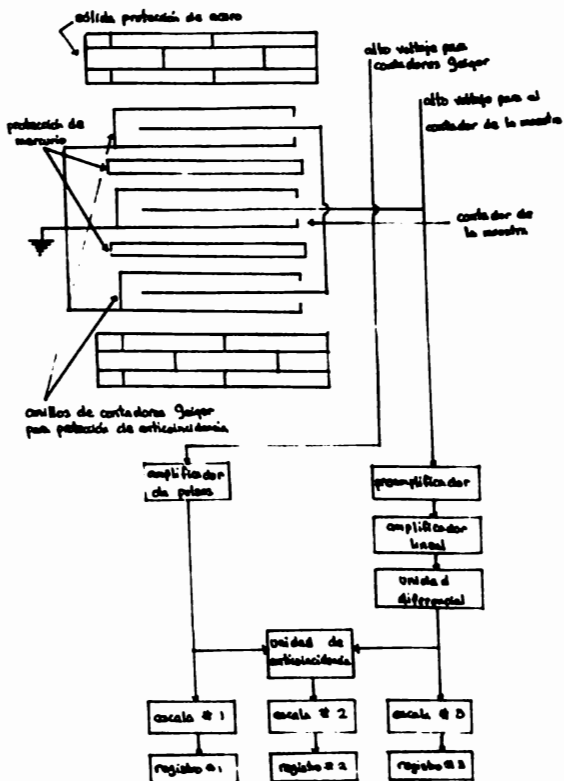 sólida protección de acero
alto voltaje para
contadores Geiger
alto voltaje para el
contador de la muestra
protección de
mercurio
contador de
la muestra
anillos de contadores Geiger
para protección de anticoincidencia
amplificador
de pulsos
preamplificador
amplificador
lineal
unidad
diferencial
unidad de
anticoincidencia
escala # 1
escala # 2
escala # 3
registro # 1
registro # 2
registro # 3